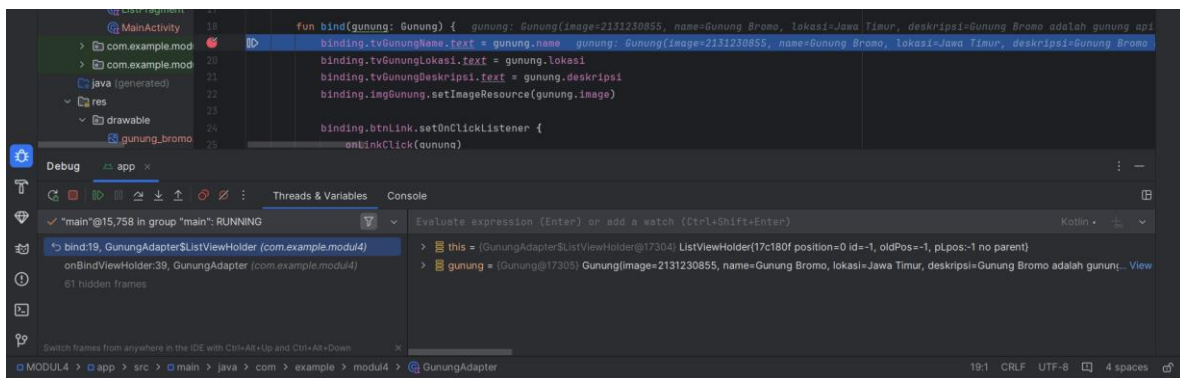 ListFragment
MainActivity
com.example.mod
com.example.mod
java (generated)
res
drawable
gunung_bromo
17
18 fun bind(gunung: Gunung) { gunung: Gunung(image=2131230855, name=Gunung Bromo, lokasi=Jawa Timur, deskripsi=Gunung Bromo adalah gunung api
binding.tvGunungName.text = gunung.name gunung: Gunung(image=2131230855, name=Gunung Bromo, lokasi=Jawa Timur, deskripsi=Gunung Bromo
20 binding.tvGunungLokasi.text = gunung.lokasi
21 binding.tvGunungDeskripsi.text = gunung.deskripsi
22 binding.imgGunung.setImageResource(gunung.image)
23
24 binding.btnLink.setOnClickListener {
25 onLinkClick(gunung)
Debug app
Threads & Variables Console
"main"@15,758 in group "main": RUNNING
Evaluate expression (Enter) or add a watch (Ctrl+Shift+Enter) Kotlin
bind:19, GunungAdapter$ListViewHolder (com.example.modul4)
onBindViewHolder:39, GunungAdapter (com.example.modul4)
61 hidden frames
this = {GunungAdapter$ListViewHolder@17304} ListViewHolder{17c180f position=0 id=-1, oldPos=-1, pLpos:-1 no parent}
gunung = {Gunung@17305} Gunung(image=2131230855, name=Gunung Bromo, lokasi=Jawa Timur, deskripsi=Gunung Bromo adalah gunung... View
Switch frames from anywhere in the IDE with Ctrl+Alt+Up and Ctrl+Alt+Down
MODUL4 > app > src > main > java > com > example > modul4 > GunungAdapter
19:1 CRLF UTF-8 4 spaces